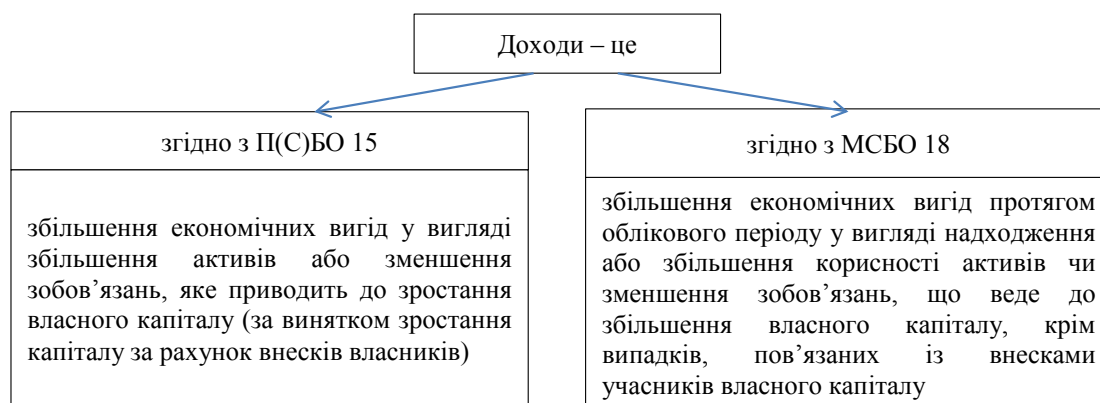 Доходи – це
згідно з П(С)БО 15
збільшення економічних вигід у вигляді
збільшення активів або зменшення
зобов’язань, яке приводить до зростання
власного капіталу (за винятком зростання
капіталу за рахунок внесків власників)
згідно з МСБО 18
збільшення економічних вигід протягом
облікового періоду у вигляді надходження
або збільшення корисності активів чи
зменшення зобов’язань, що веде до
збільшення власного капіталу, крім
випадків, пов’язаних із внесками
учасників власного капіталу